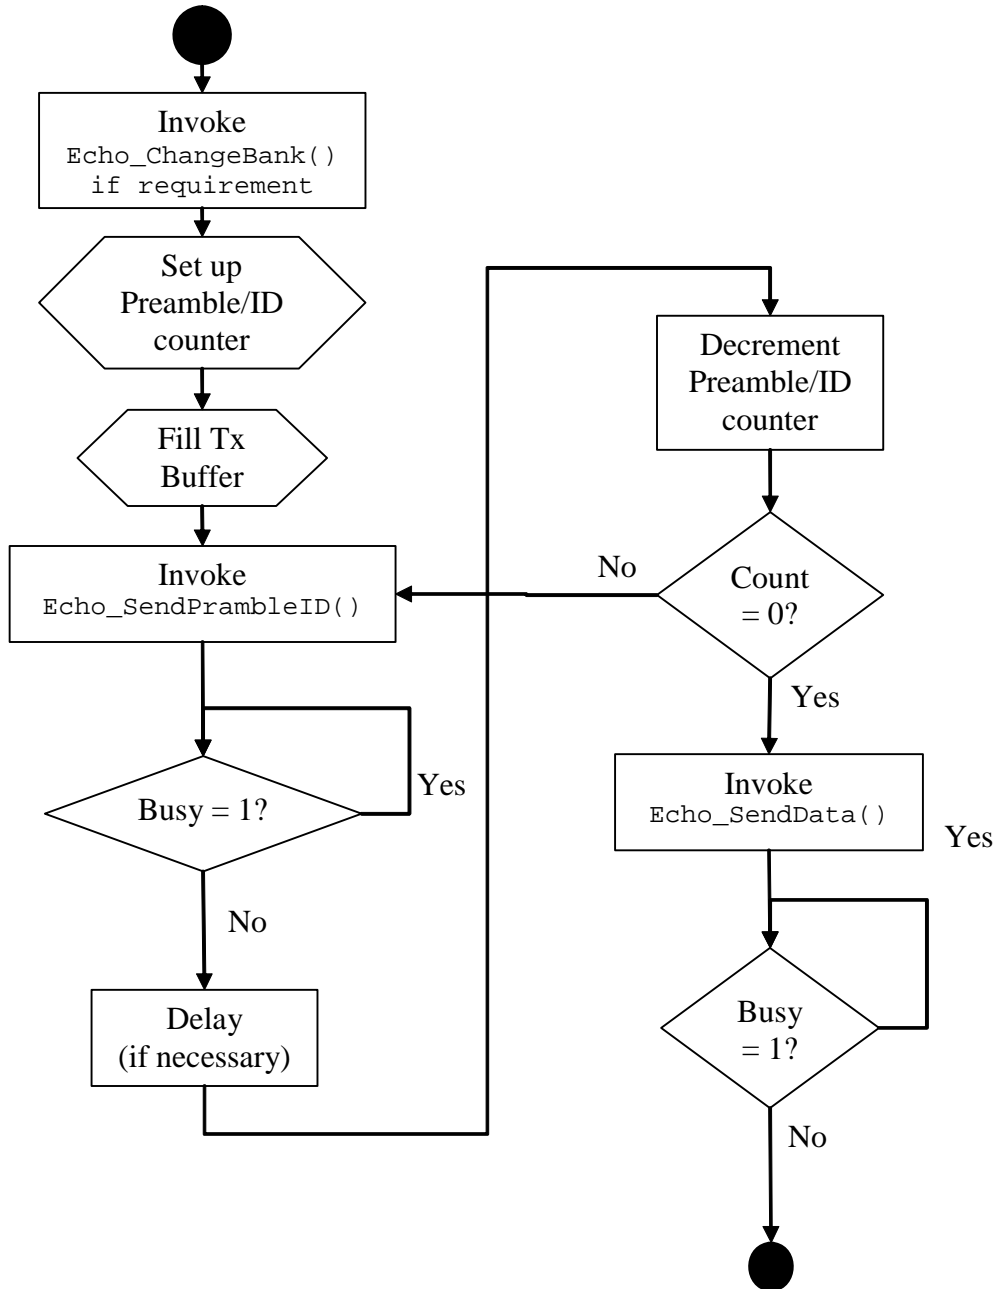 Invoke
Echo_ChangeBank()
if requirement
Set up
Preamble/ID
counter
Fill Tx
Buffer
Invoke
Echo_SendPrambleID()
Busy = 1?
Yes
No
Delay
(if necessary)
Decrement
Preamble/ID
counter
Count
= 0?
No
Yes
Invoke
Echo_SendData()
Yes
Busy
= 1?
No